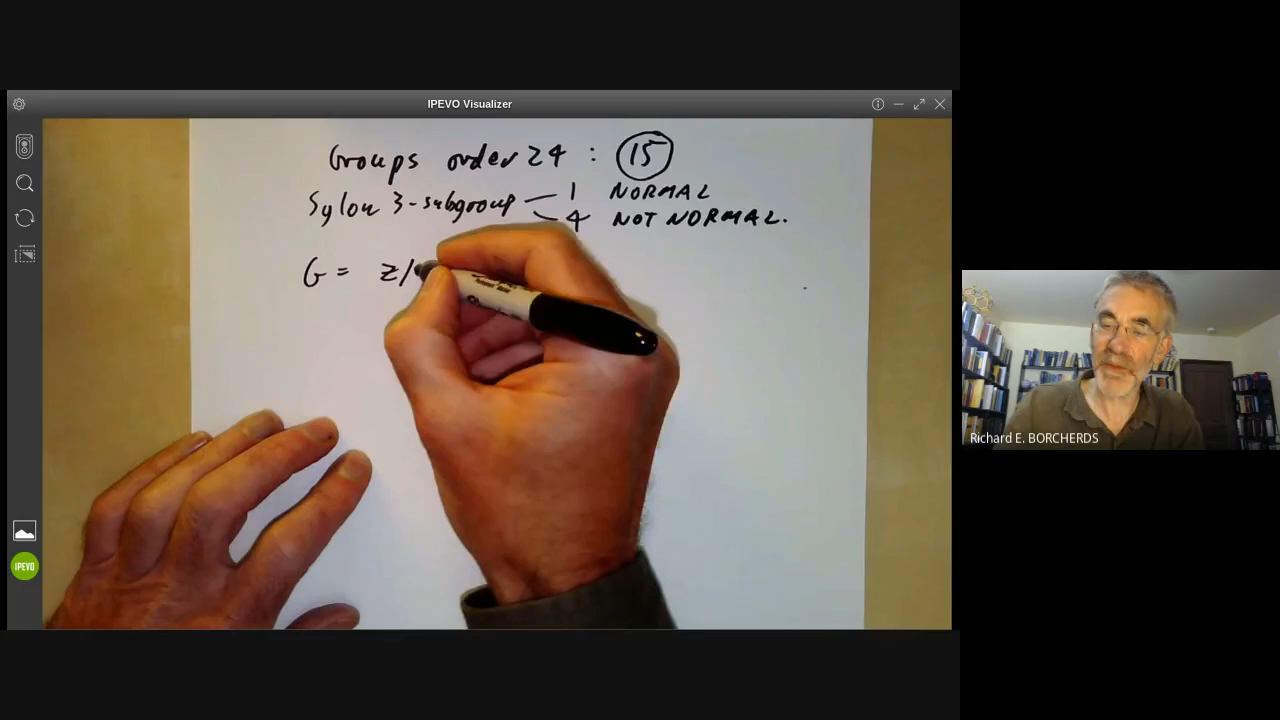 IPEVO Visualizer
Groups order 24 : 15
Sylow 3-subgroup — 1 NORMAL
4 NOT NORMAL.
G = Z/
IPEVO
Richard E. BORCHERDS